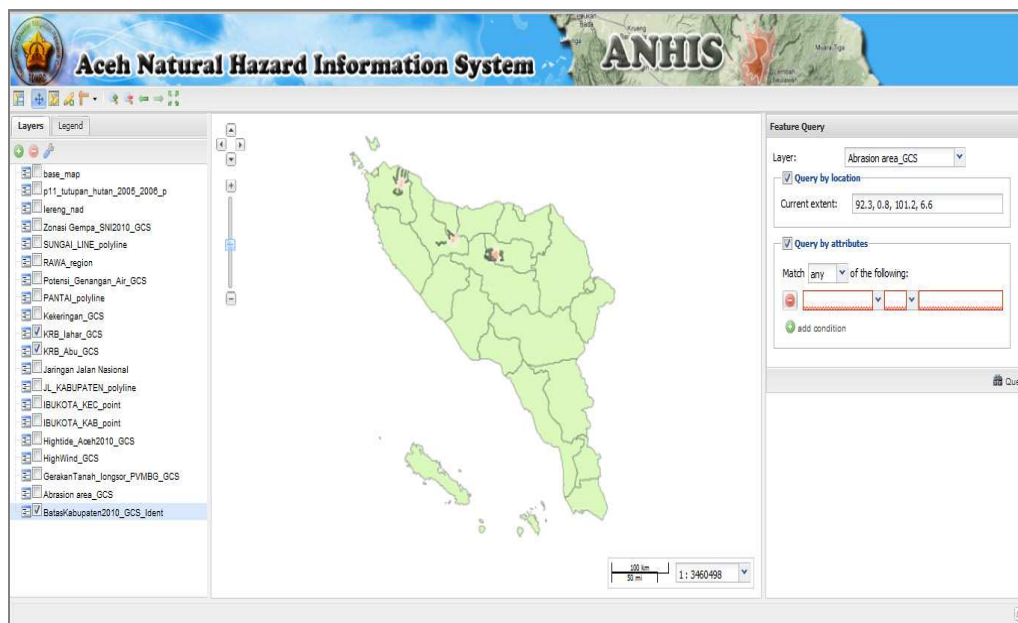 Aceh Natural Hazard Information System
ANHIS
Muara Tiga
Layers Legend
base_map
p11_tutupan_hutan_2005_2006_p
lereng_nad
Zonasi Gempa_SNI2010_GCS
SUNGAI_LINE_polyline
RAWA_region
Potensi_Genangan_Air_GCS
PANTAI_polyline
Kekeringan_GCS
KRB_lahar_GCS
KRB_Abu_GCS
Jaringan Jalan Nasional
JL_KABUPATEN_polyline
IBUKOTA_KEC_point
IBUKOTA_KAB_point
Hightide_Aceh2010_GCS
HighWind_GCS
GerakanTanah_longsor_PVMBG_GCS
Abrasion area_GCS
BatasKabupaten2010_GCS_Ident
100 km
50 mi
1 : 3460498
Feature Query
Layer: Abrasion area_GCS
Query by location
Current extent: 92.3, 0.8, 101.2, 6.6
Query by attributes
Match any of the following:
add condition
Que